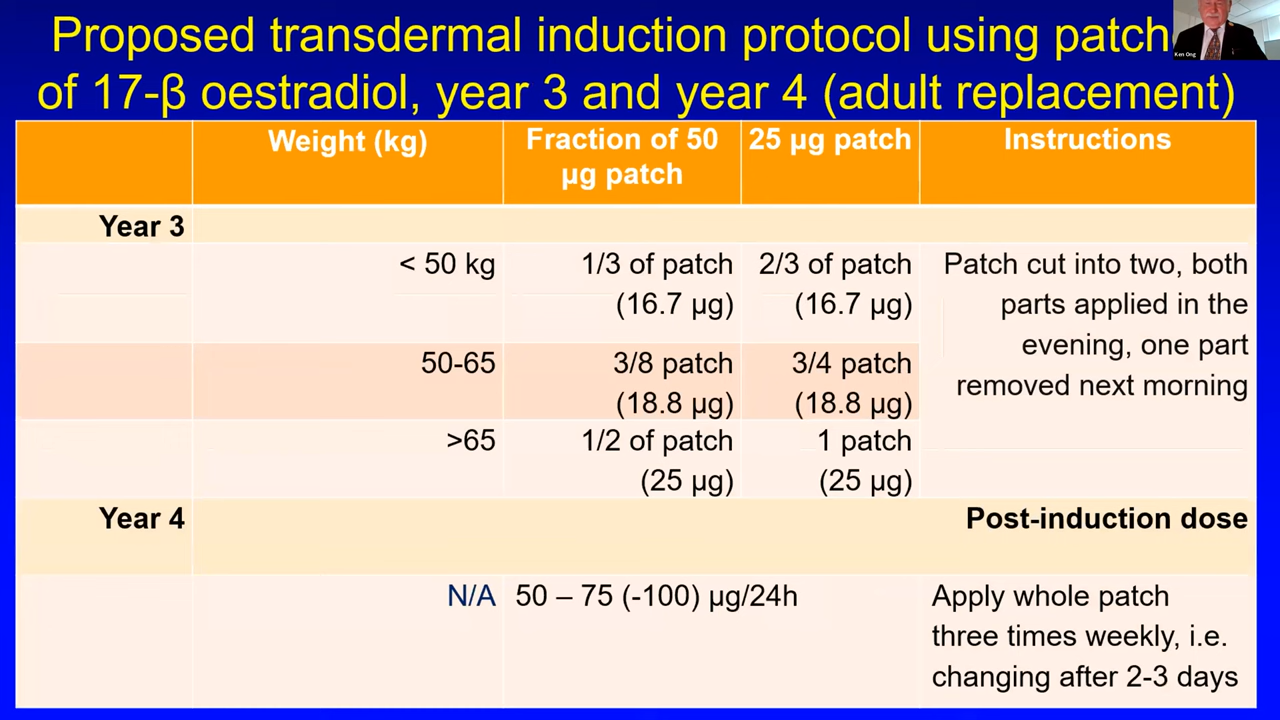 Proposed transdermal induction protocol using patch
of 17-β oestradiol, year 3 and year 4 (adult replacement)
Ken Ong
Weight (kg)
Fraction of 50
µg patch
25 µg patch
Instructions
Year 3
< 50 kg
1/3 of patch
(16.7 µg)
2/3 of patch
(16.7 µg)
Patch cut into two, both
parts applied in the
evening, one part
removed next morning
50-65
3/8 patch
(18.8 µg)
3/4 patch
(18.8 µg)
>65
1/2 of patch
(25 µg)
1 patch
(25 µg)
Year 4
Post-induction dose
N/A
50 – 75 (-100) µg/24h
Apply whole patch
three times weekly, i.e.
changing after 2-3 days